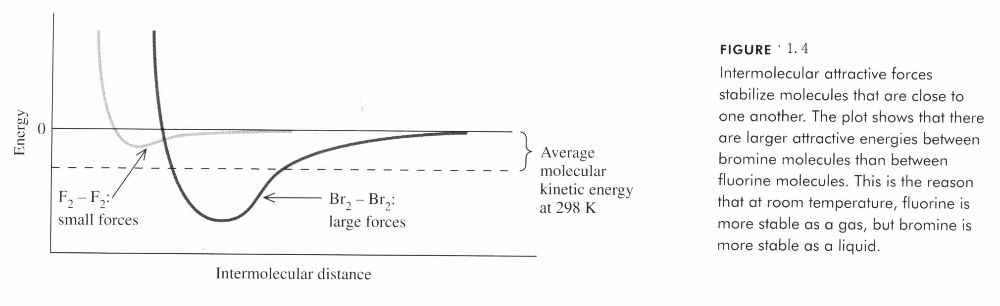 Energy
0
F₂ – F₂:
small forces
Br₂ – Br₂:
large forces
Average
molecular
kinetic energy
at 298 K
Intermolecular distance
FIGURE 1.4
Intermolecular attractive forces
stabilize molecules that are close to
one another. The plot shows that there
are larger attractive energies between
bromine molecules than between
fluorine molecules. This is the reason
that at room temperature, fluorine is
more stable as a gas, but bromine is
more stable as a liquid.